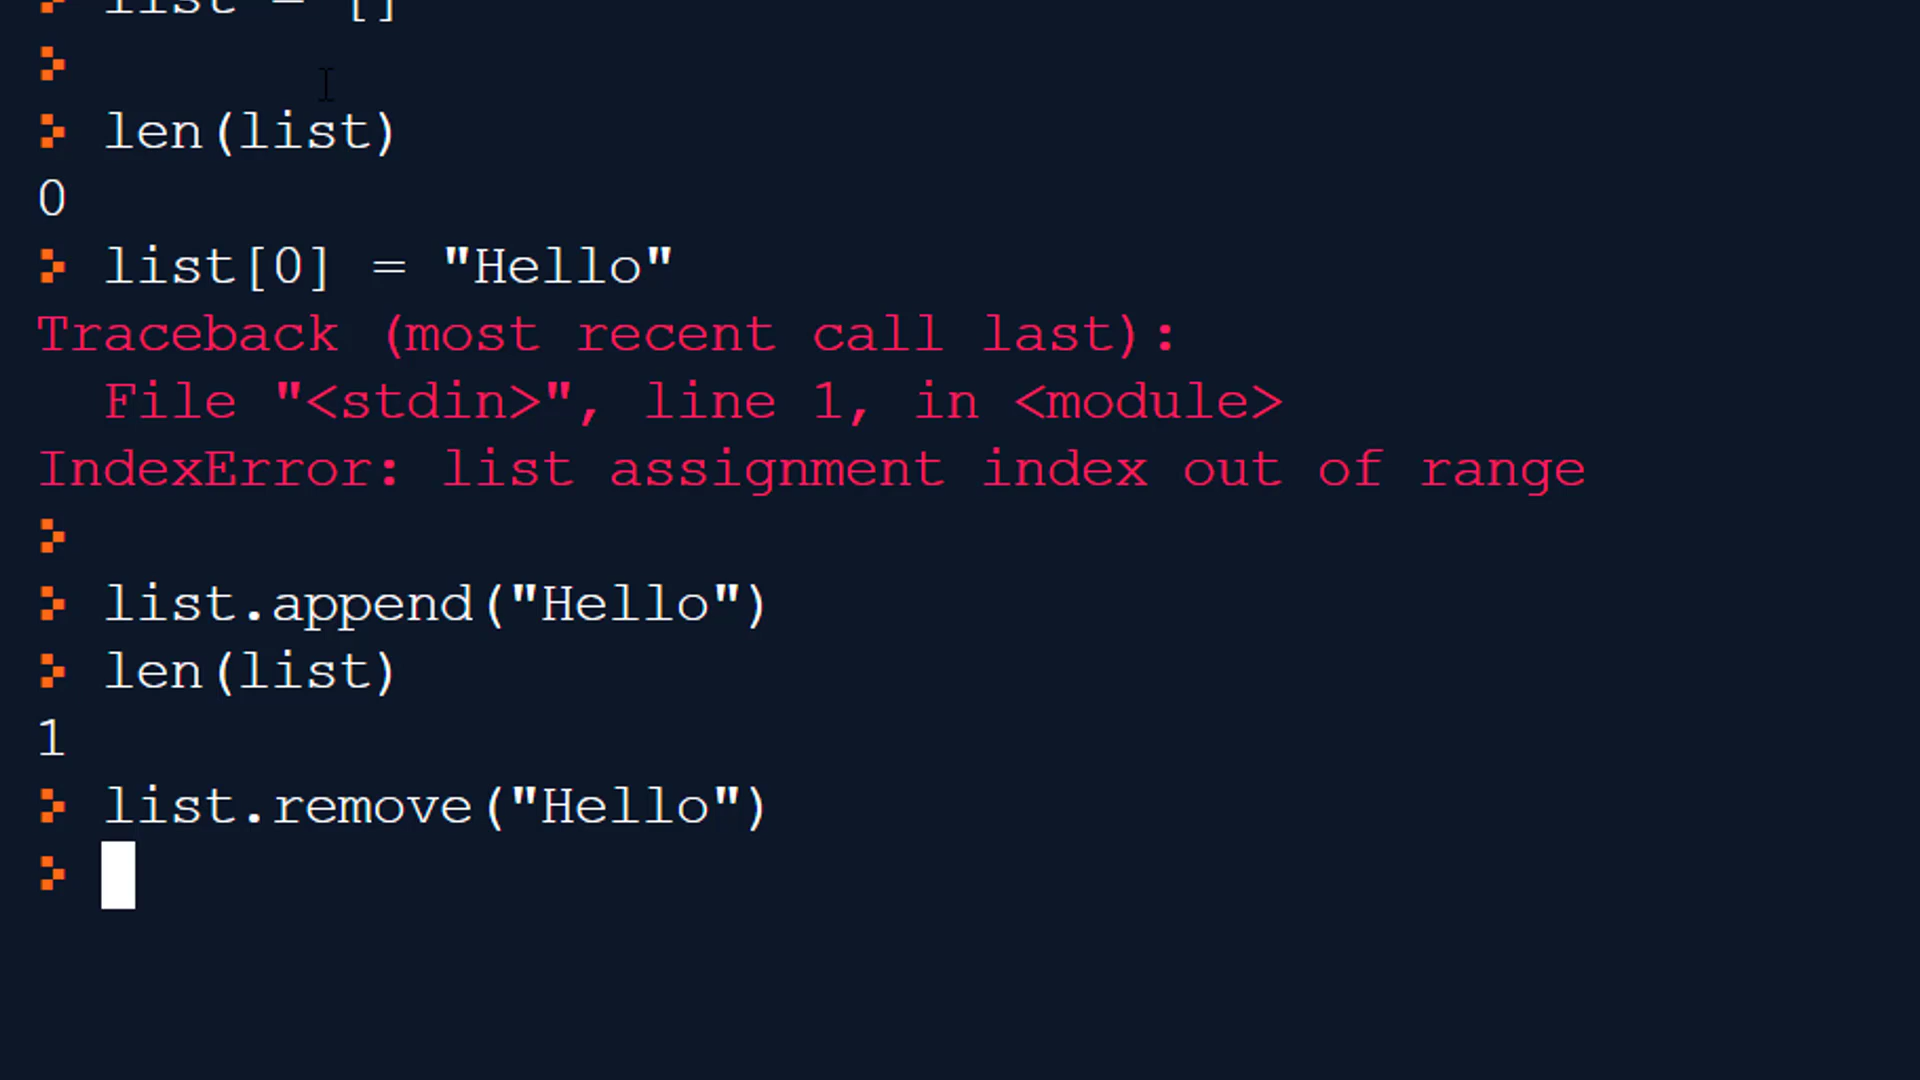 list = []
len(list)
0
list[0] = "Hello"
Traceback (most recent call last):
  File "<stdin>", line 1, in <module>
IndexError: list assignment index out of range
list.append("Hello")
len(list)
1
list.remove("Hello")